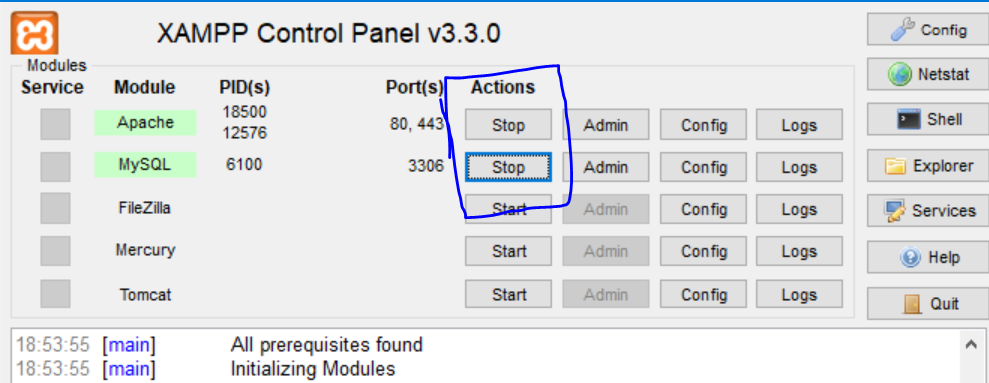 XAMPP Control Panel v3.3.0
Config
Modules
Service Module PID(s) Port(s) Actions
Netstat
Apache 18500 12576 80, 443 Stop Admin Config Logs
Shell
MySQL 6100 3306 Stop Admin Config Logs
Explorer
FileZilla Start Admin Config Logs
Services
Mercury Start Admin Config Logs
Help
Tomcat Start Admin Config Logs
Quit
18:53:55 [main] All prerequisites found
18:53:55 [main] Initializing Modules